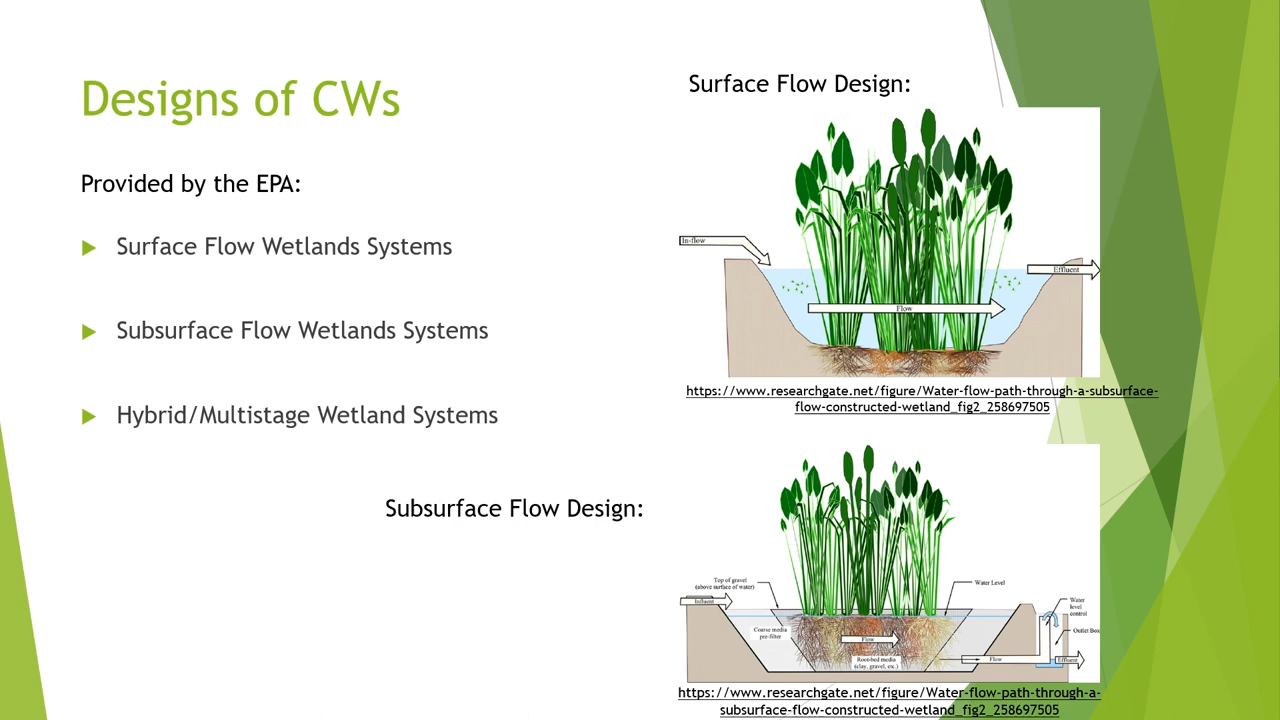 Designs of CWs
Provided by the EPA:
Surface Flow Wetlands Systems
Subsurface Flow Wetlands Systems
Hybrid/Multistage Wetland Systems
Surface Flow Design:
In-flow
Effluent
Flow
https://www.researchgate.net/figure/Water-flow-path-through-a-subsurface-
flow-constructed-wetland_fig2_258697505
Subsurface Flow Design:
Top of gravel
(above surface of water)
Water Level
Influent
Water
level
control
Coarse media
pre-filter
Flow
Outlet Box
Root-bed media
(clay, gravel, etc.)
Flow
Effluent
https://www.researchgate.net/figure/Water-flow-path-through-a-
subsurface-flow-constructed-wetland_fig2_258697505